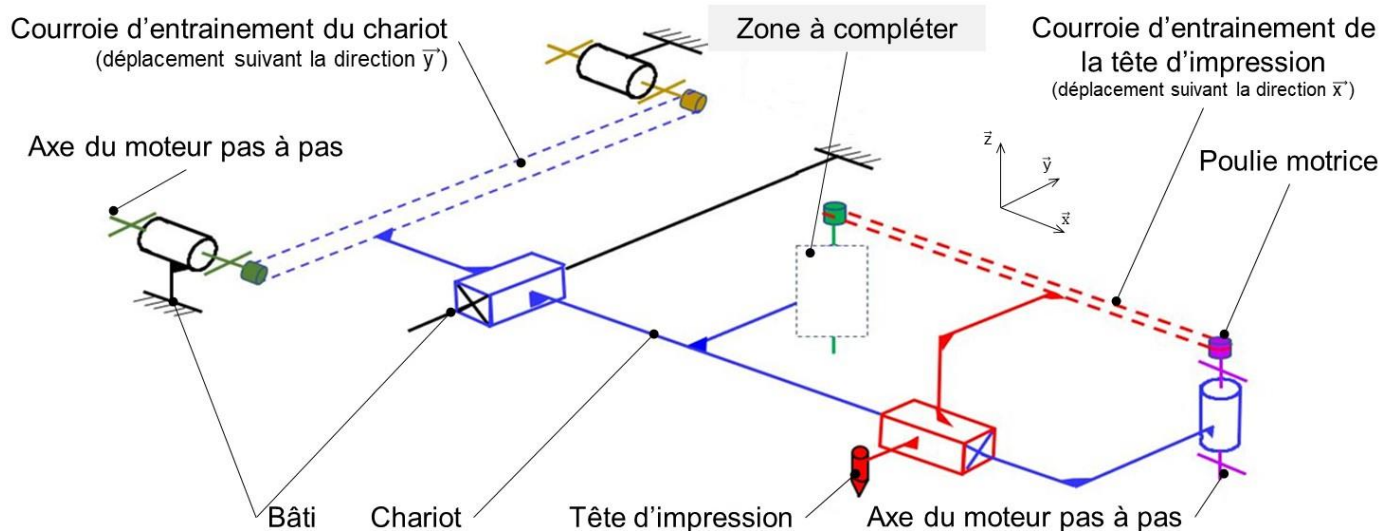 Courroie d’entrainement du chariot
(déplacement suivant la direction y⃗ )
Zone à compléter
Courroie d’entrainement de
la tête d’impression
(déplacement suivant la direction x⃗ )
Axe du moteur pas à pas
z⃗
y⃗
x⃗
Poulie motrice
Bâti
Chariot
Tête d’impression
Axe du moteur pas à pas